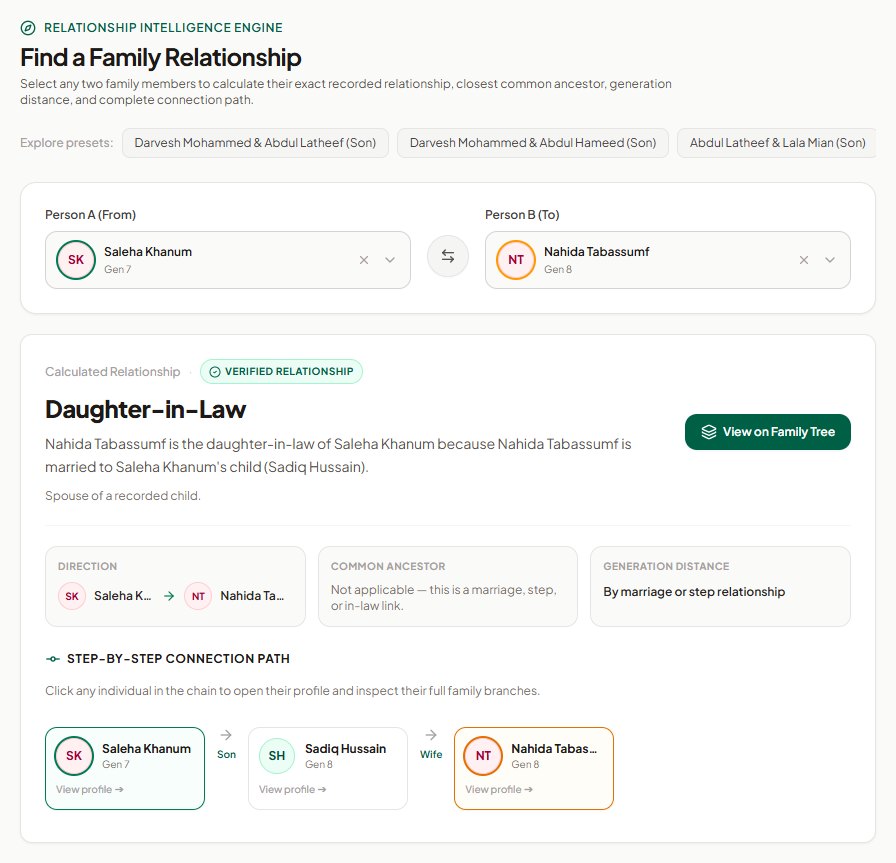 RELATIONSHIP INTELLIGENCE ENGINE
Find a Family Relationship
Select any two family members to calculate their exact recorded relationship, closest common ancestor, generation
distance, and complete connection path.
Explore presets: Darvesh Mohammed & Abdul Latheef (Son) Darvesh Mohammed & Abdul Hameed (Son) Abdul Latheef & Lala Mian (Son)
Person A (From) Person B (To)
SK Saleha Khanum NT Nahida Tabassumf
Gen 7 Gen 8
Calculated Relationship · VERIFIED RELATIONSHIP
Daughter-in-Law
View on Family Tree
Nahida Tabassumf is the daughter-in-law of Saleha Khanum because Nahida Tabassumf is
married to Saleha Khanum's child (Sadiq Hussain).
Spouse of a recorded child.
DIRECTION
SK Saleha K... → NT Nahida Ta...
COMMON ANCESTOR
Not applicable — this is a marriage, step,
or in-law link.
GENERATION DISTANCE
By marriage or step relationship
STEP-BY-STEP CONNECTION PATH
Click any individual in the chain to open their profile and inspect their full family branches.
SK Saleha Khanum
Gen 7
View profile →
→
Son
SH Sadiq Hussain
Gen 8
View profile →
→
Wife
NT Nahida Tabas...
Gen 8
View profile →